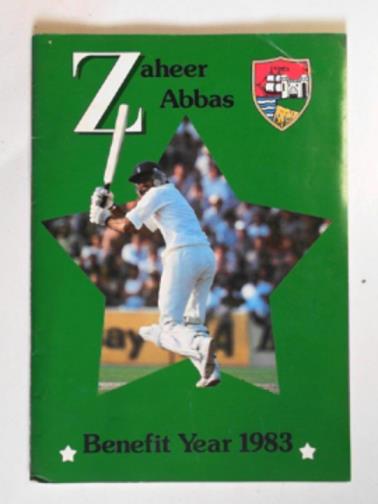 Zaheer
Abbas
Benefit Year 1983